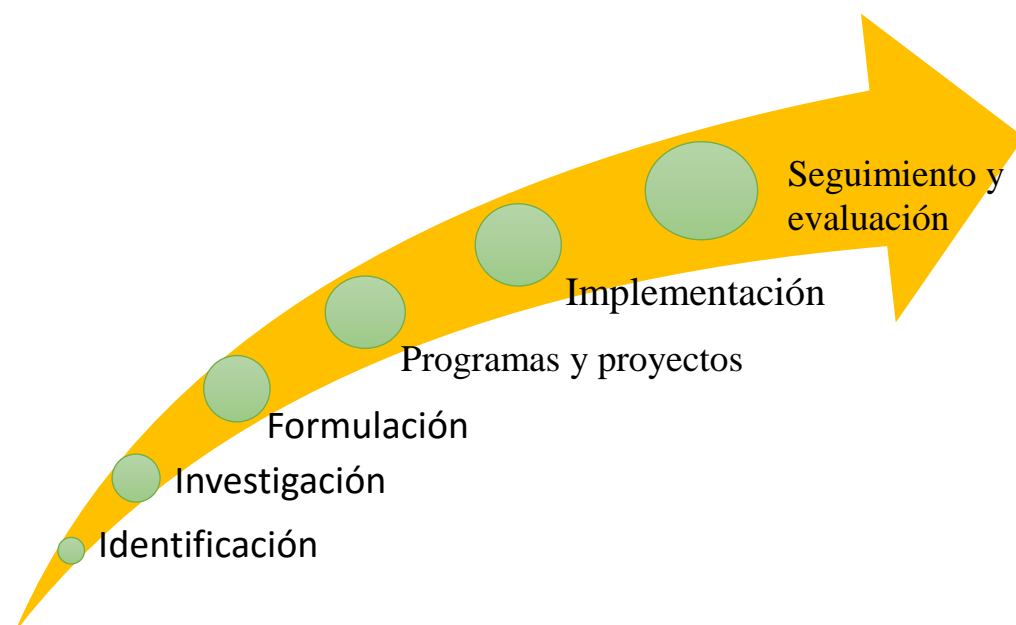 Seguimiento y
evaluación
Implementación
Programas y proyectos
Formulación
Investigación
Identificación